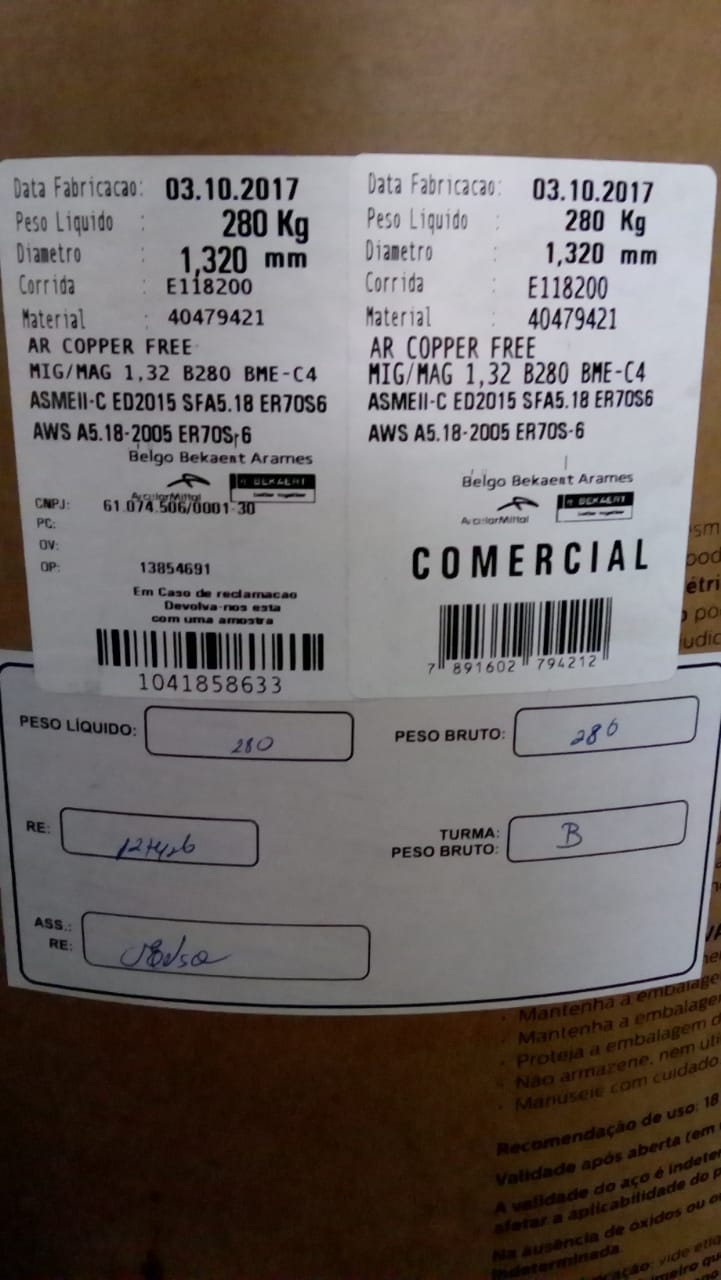 Data Fabricacao: 03.10.2017
Peso Liquido : 280 Kg
Diametro : 1,320 mm
Corrida : E118200
Material : 40479421
AR COPPER FREE
MIG/MAG 1,32 B280 BME-C4
ASMEII-C ED2015 SFA5.18 ER70S6
AWS A5.18-2005 ER70S-6
Belgo Bekaert Arames
ArcelorMittal
BEKAERT
better together
CNPJ: 61.074.506/0001-30
PC:
OV:
OP: 13854691
Em Caso de reclamacao
Devolva-nos esta
com uma amostra
1041858633
Data Fabricacao: 03.10.2017
Peso Liquido : 280 Kg
Diametro : 1,320 mm
Corrida : E118200
Material : 40479421
AR COPPER FREE
MIG/MAG 1,32 B280 BME-C4
ASMEII-C ED2015 SFA5.18 ER70S6
AWS A5.18-2005 ER70S-6
Belgo Bekaert Arames
ArcelorMittal
BEKAERT
better together
COMERCIAL
7 891602 794212
PESO LÍQUIDO: 280
PESO BRUTO: 286
RE:
TURMA: B
PESO BRUTO:
ASS.:
RE:
Mantenha a embalage
Mantenha a embalage
Proteja a embalagem d
Não armazene, nem uti
Manuseie com cuidado
Recomendação de uso: 18
Validade após aberta (em
A validade do aço é indeter
afetar a aplicabilidade do p
Na ausência de óxidos ou o
indeterminada.